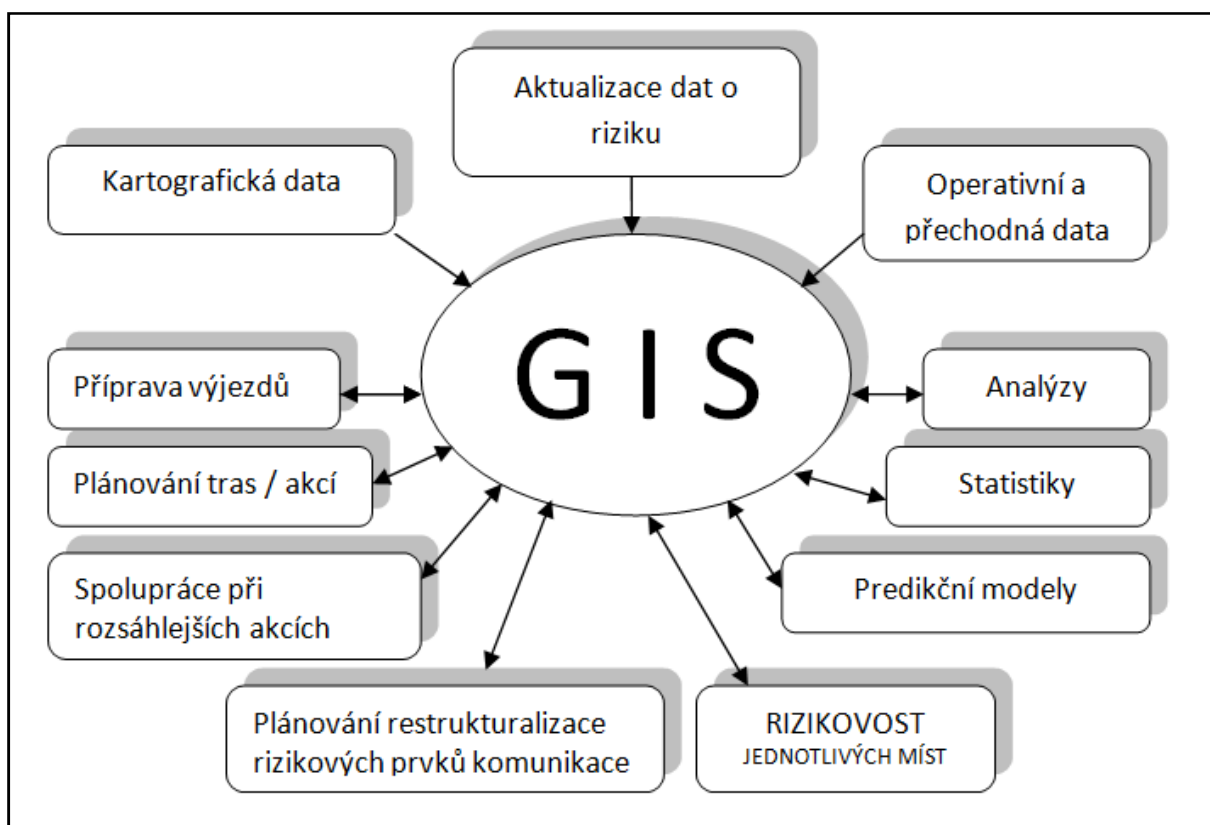 Aktualizace dat o
riziku
Kartografická data
Operativní a
přechodná data
G I S
Příprava výjezdů
Analýzy
Plánování tras / akcí
Statistiky
Spolupráce při
rozsáhlejších akcích
Predikční modely
Plánování restrukturalizace
rizikových prvků komunikace
RIZIKOVOST
JEDNOTLIVÝCH MÍST